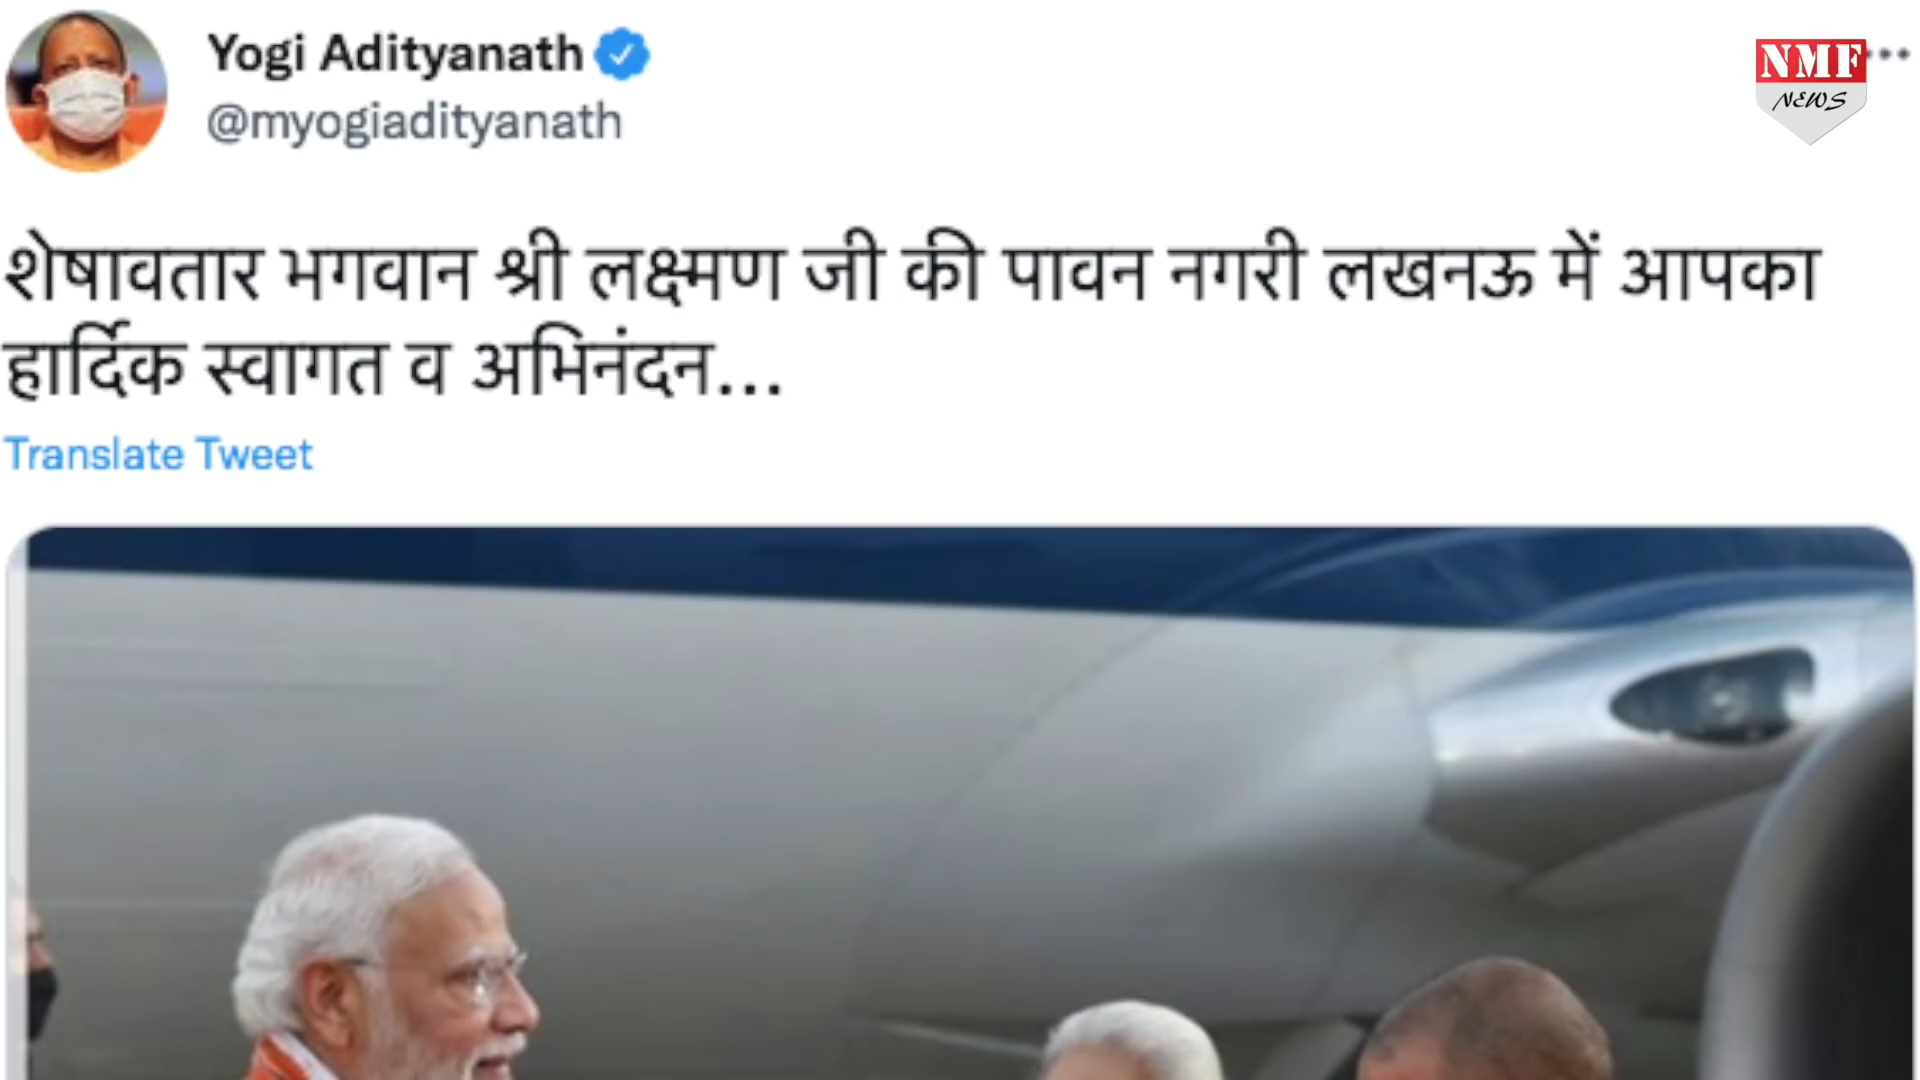 Yogi Adityanath
@myogiadityanath
NMF
NEWS
शेषावतार भगवान श्री लक्ष्मण जी की पावन नगरी लखनऊ में आपका
हार्दिक स्वागत व अभिनंदन...
Translate Tweet